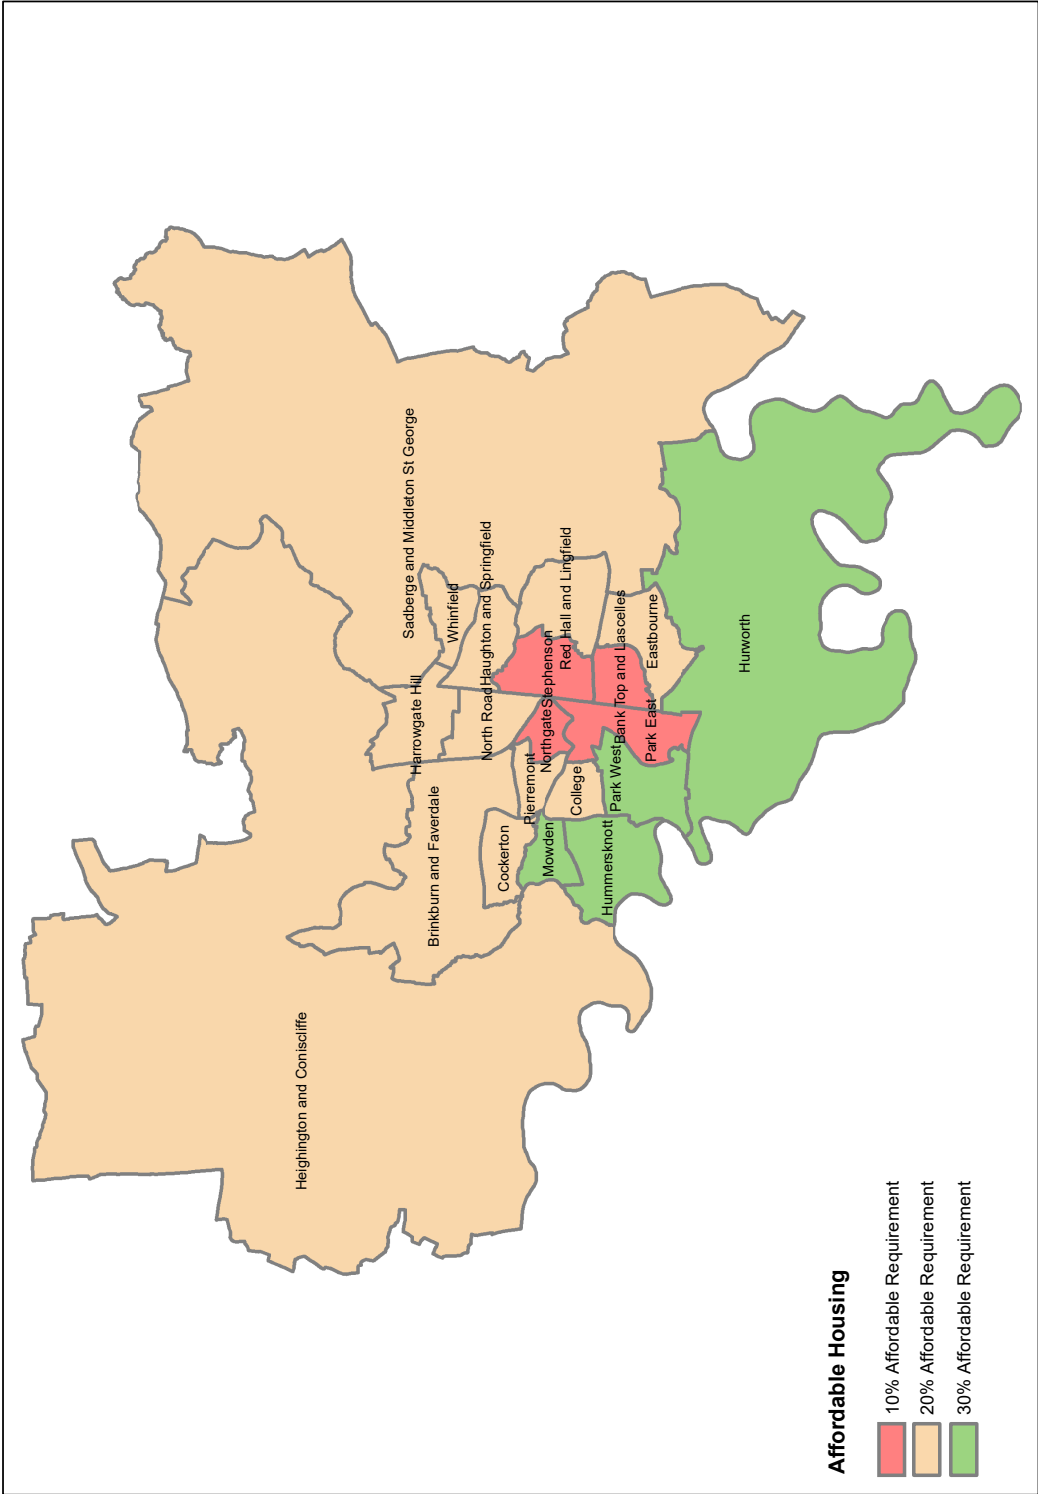 Sadberge and Middleton St George
Whinfield
Haughton and Springfield
Red Hall and Lingfield
Harrowgate Hill
North Road
Stephenson
Northgate
Bank Top and Lascelles
Eastbourne
Park East
Park West
Pierremont
College
Brinkburn and Faverdale
Cockerton
Mowden
Hummersknott
Hurworth
Heighington and Coniscliffe
Affordable Housing
10% Affordable Requirement
20% Affordable Requirement
30% Affordable Requirement